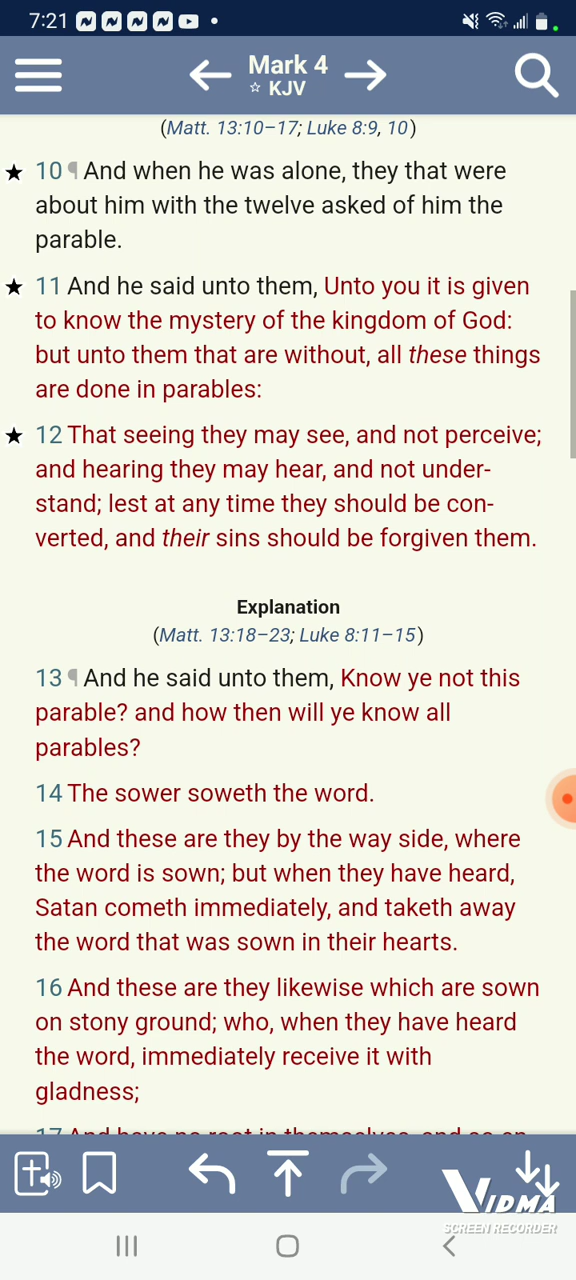 7:21
Mark 4
☆ KJV
(Matt. 13:10–17; Luke 8:9, 10)
★ 10 ¶ And when he was alone, they that were
about him with the twelve asked of him the
parable.
★ 11 And he said unto them, Unto you it is given
to know the mystery of the kingdom of God:
but unto them that are without, all these things
are done in parables:
★ 12 That seeing they may see, and not perceive;
and hearing they may hear, and not under-
stand; lest at any time they should be con-
verted, and their sins should be forgiven them.
Explanation
(Matt. 13:18–23; Luke 8:11–15)
13 ¶ And he said unto them, Know ye not this
parable? and how then will ye know all
parables?
14 The sower soweth the word.
15 And these are they by the way side, where
the word is sown; but when they have heard,
Satan cometh immediately, and taketh away
the word that was sown in their hearts.
16 And these are they likewise which are sown
on stony ground; who, when they have heard
the word, immediately receive it with
gladness;
17 And have no root in themselves, and so en-
VIDMA
SCREEN RECORDER